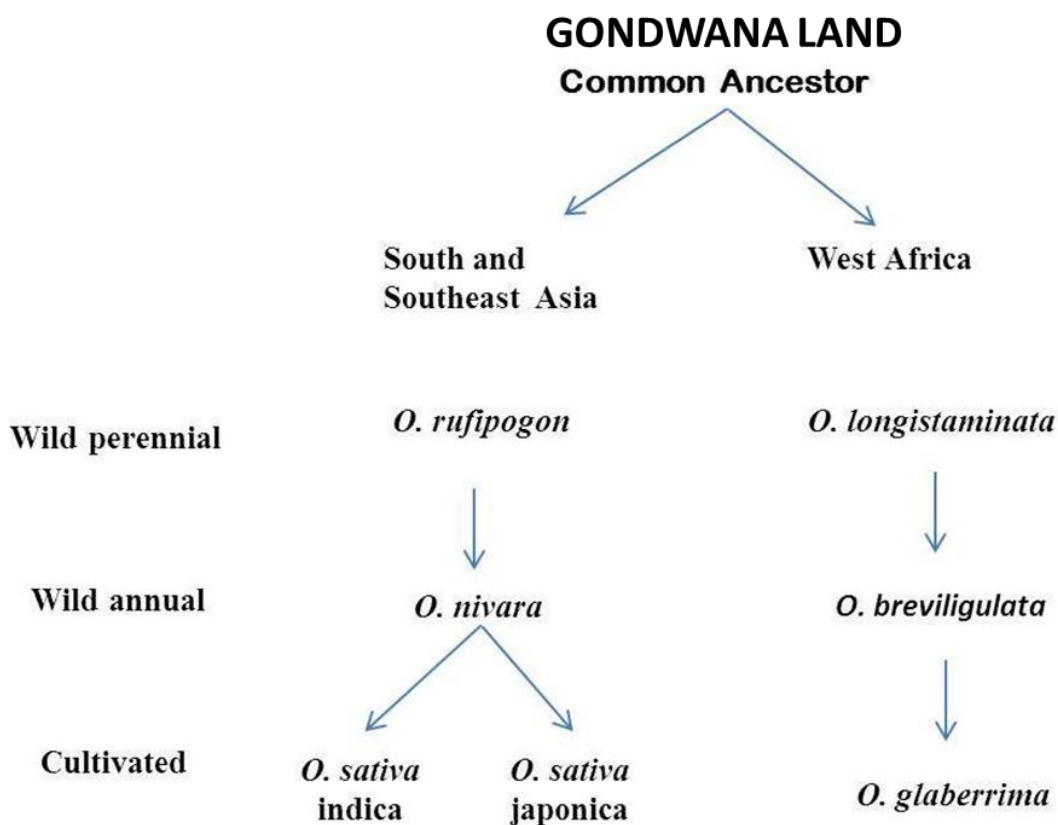 GONDWANA LAND
Common Ancestor
South and
Southeast Asia
West Africa
Wild perennial
O. rufipogon
O. longistaminata
Wild annual
O. nivara
O. breviligulata
Cultivated
O. sativa
indica
O. sativa
japonica
O. glaberrima